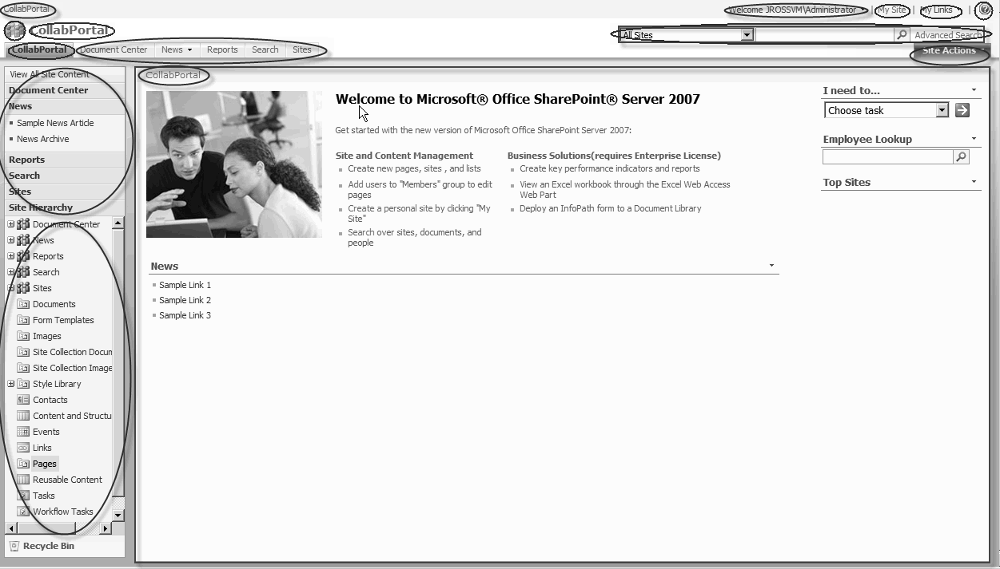 CollabPortal
Welcome JROSSVM\Administrator
My Site
My Links
CollabPortal
All Sites
Advanced Search
CollabPortal
Document Center
News
Reports
Search
Sites
Site Actions
View All Site Content
Document Center
News
Sample News Article
News Archive
Reports
Search
Sites
Site Hierarchy
Document Center
News
Reports
Search
Sites
Documents
Form Templates
Images
Site Collection Docum
Site Collection Image
Style Library
Contacts
Content and Structu
Events
Links
Pages
Reusable Content
Tasks
Workflow Tasks
Recycle Bin
CollabPortal
Welcome to Microsoft® Office SharePoint® Server 2007
Get started with the new version of Microsoft Office SharePoint Server 2007:
Site and Content Management
Create new pages, sites , and lists
Add users to "Members" group to edit
pages
Create a personal site by clicking "My
Site"
Search over sites, documents, and
people
Business Solutions(requires Enterprise License)
Create key performance indicators and reports
View an Excel workbook through the Excel Web Access
Web Part
Deploy an InfoPath form to a Document Library
News
Sample Link 1
Sample Link 2
Sample Link 3
I need to...
Choose task
Employee Lookup
Top Sites